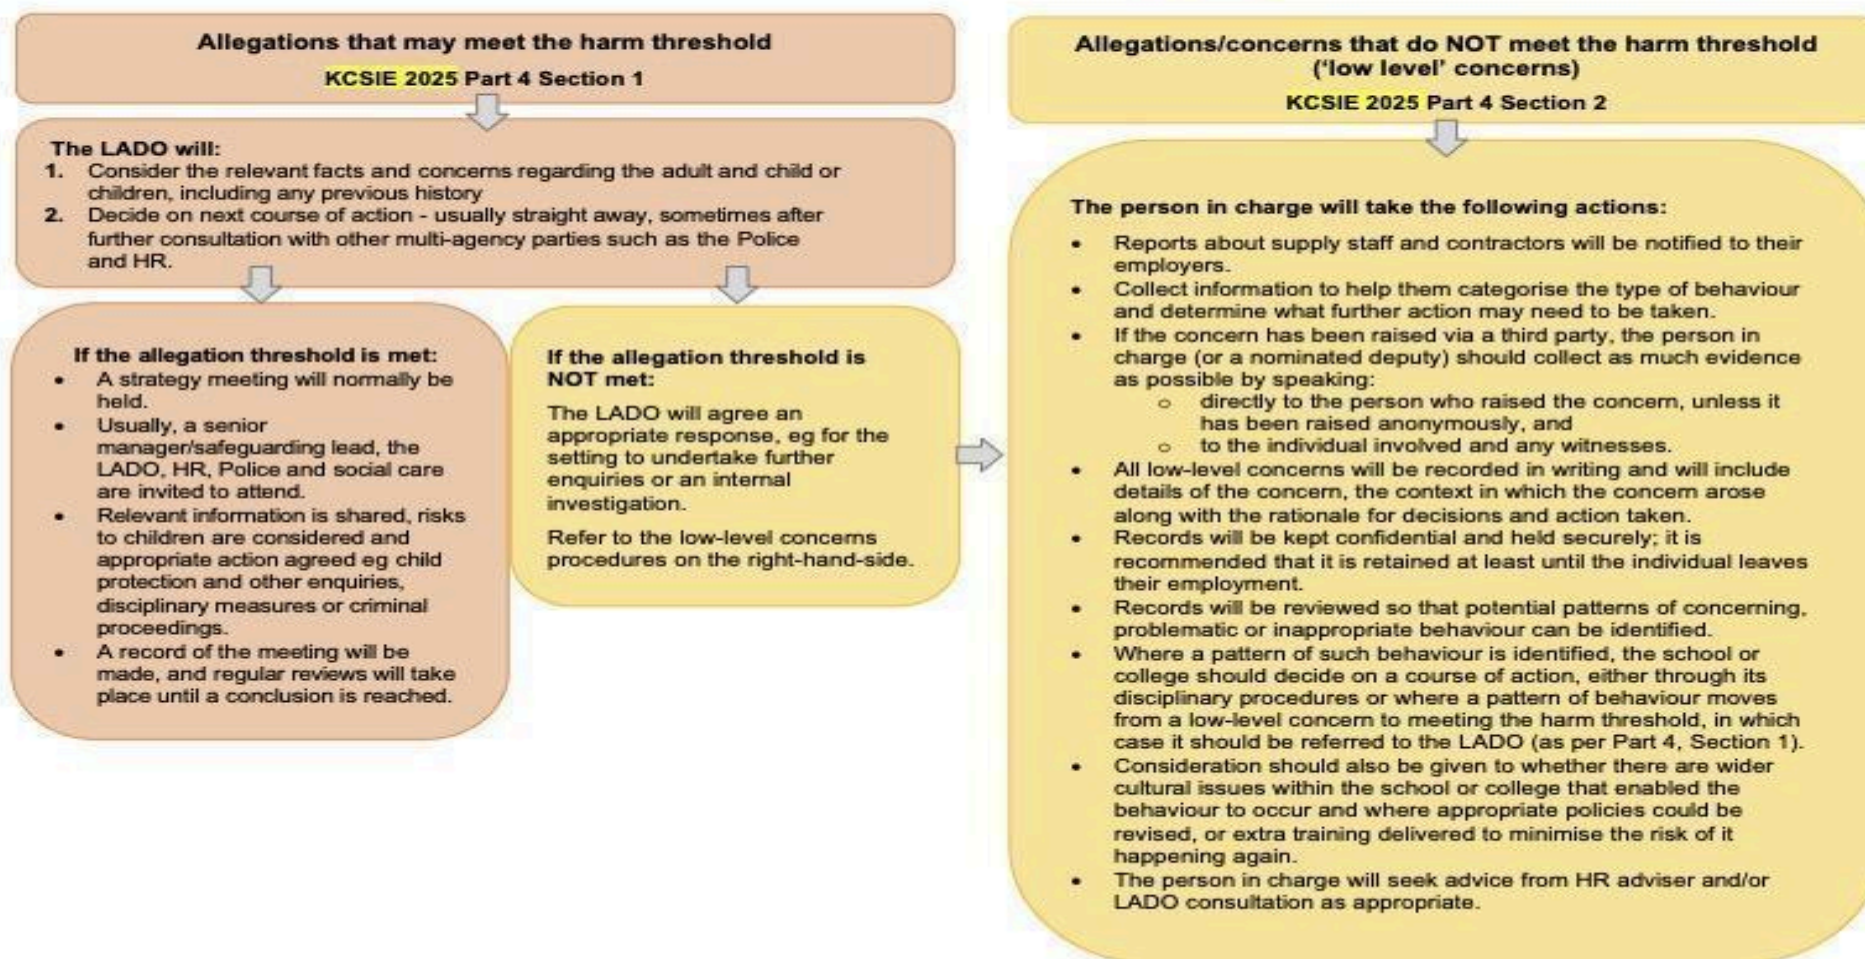 Allegations that may meet the harm threshold
KCSIE 2025 Part 4 Section 1
The LADO will:
1. Consider the relevant facts and concerns regarding the adult and child or
children, including any previous history
2. Decide on next course of action - usually straight away, sometimes after
further consultation with other multi-agency parties such as the Police
and HR.
If the allegation threshold is met:
• A strategy meeting will normally be
held.
• Usually, a senior
manager/safeguarding lead, the
LADO, HR, Police and social care
are invited to attend.
• Relevant information is shared, risks
to children are considered and
appropriate action agreed eg child
protection and other enquiries,
disciplinary measures or criminal
proceedings.
• A record of the meeting will be
made, and regular reviews will take
place until a conclusion is reached.
If the allegation threshold is
NOT met:
The LADO will agree an
appropriate response, eg for the
setting to undertake further
enquiries or an internal
investigation.
Refer to the low-level concerns
procedures on the right-hand-side.
Allegations/concerns that do NOT meet the harm threshold
(‘low level’ concerns)
KCSIE 2025 Part 4 Section 2
The person in charge will take the following actions:
• Reports about supply staff and contractors will be notified to their
employers.
• Collect information to help them categorise the type of behaviour
and determine what further action may need to be taken.
• If the concern has been raised via a third party, the person in
charge (or a nominated deputy) should collect as much evidence
as possible by speaking:
o directly to the person who raised the concern, unless it
has been raised anonymously, and
o to the individual involved and any witnesses.
• All low-level concerns will be recorded in writing and will include
details of the concern, the context in which the concern arose
along with the rationale for decisions and action taken.
• Records will be kept confidential and held securely; it is
recommended that it is retained at least until the individual leaves
their employment.
• Records will be reviewed so that potential patterns of concerning,
problematic or inappropriate behaviour can be identified.
• Where a pattern of such behaviour is identified, the school or
college should decide on a course of action, either through its
disciplinary procedures or where a pattern of behaviour moves
from a low-level concern to meeting the harm threshold, in which
case it should be referred to the LADO (as per Part 4, Section 1).
• Consideration should also be given to whether there are wider
cultural issues within the school or college that enabled the
behaviour to occur and where appropriate policies could be
revised, or extra training delivered to minimise the risk of it
happening again.
• The person in charge will seek advice from HR adviser and/or
LADO consultation as appropriate.